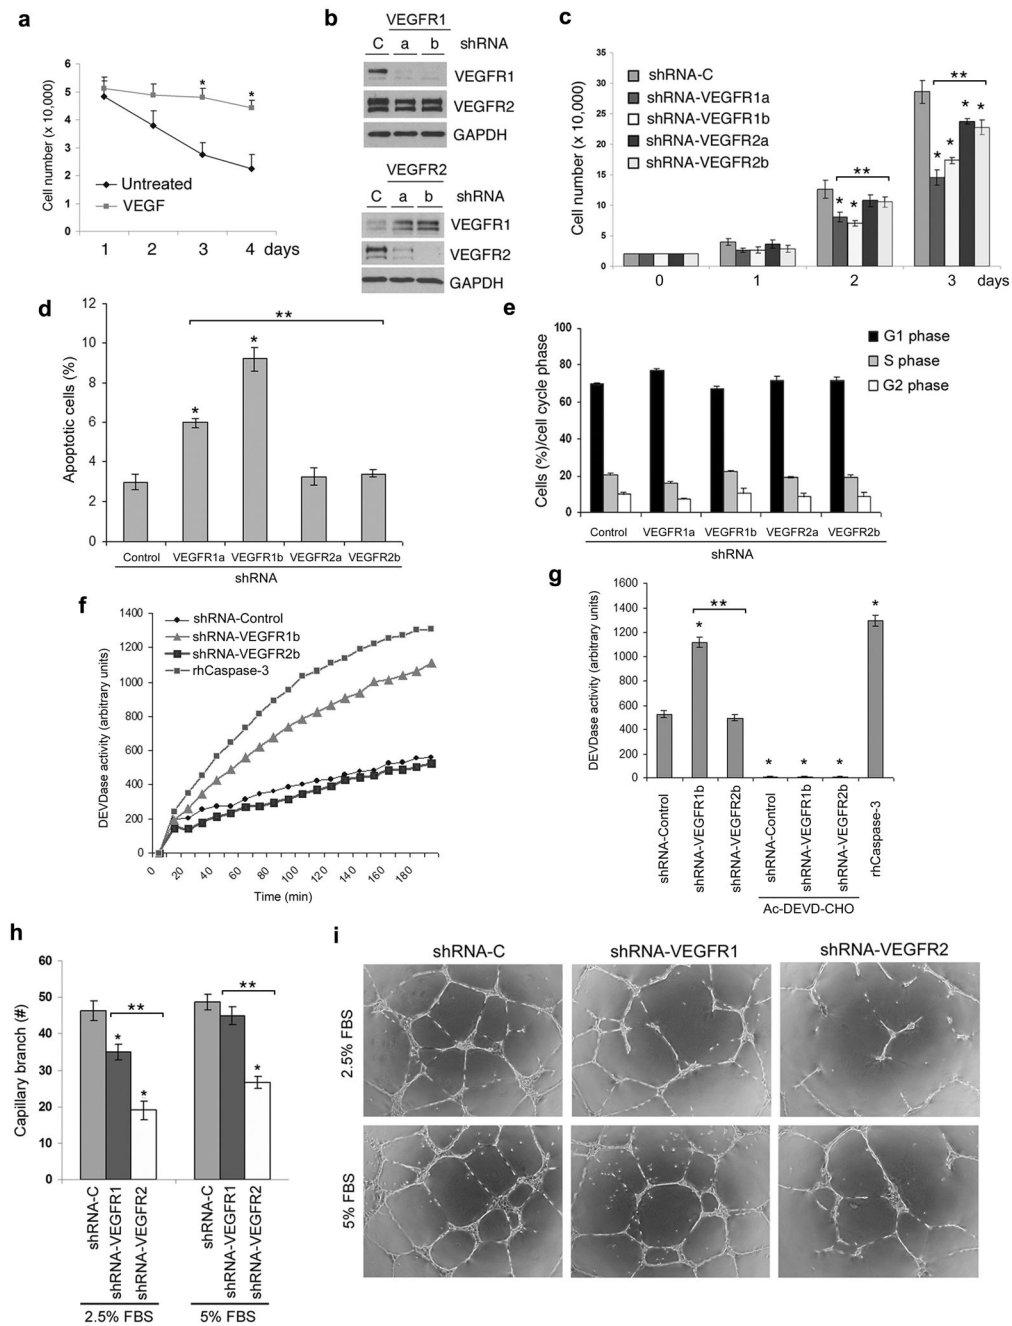 a
Cell number (x 10,000)
6
5
4
3
2
1
0
*
*
Untreated
VEGF
1 2 3 4 days
b
VEGFR1
C a b shRNA
VEGFR1
VEGFR2
GAPDH
VEGFR2
C a b shRNA
VEGFR1
VEGFR2
GAPDH
c
Cell number (x 10,000)
35
30
25
20
15
10
5
0
shRNA-C
shRNA-VEGFR1a
shRNA-VEGFR1b
shRNA-VEGFR2a
shRNA-VEGFR2b
**
* *
**
* * * *
0 1 2 3 days
d
Apoptotic cells (%)
12
10
8
6
4
2
0
**
*
*
Control VEGFR1a VEGFR1b VEGFR2a VEGFR2b
shRNA
e
Cells (%)/cell cycle phase
100
80
60
40
20
0
G1 phase
S phase
G2 phase
Control VEGFR1a VEGFR1b VEGFR2a VEGFR2b
shRNA
f
DEVDase activity (arbitrary units)
1400
1200
1000
800
600
400
200
0
shRNA-Control
shRNA-VEGFR1b
shRNA-VEGFR2b
rhCaspase-3
0 20 40 60 80 100 120 140 160 180
Time (min)
g
DEVDase activity (arbitrary units)
1600
1400
1200
1000
800
600
400
200
0
**
*
* * *
*
shRNA-Control
shRNA-VEGFR1b
shRNA-VEGFR2b
shRNA-Control
shRNA-VEGFR1b
shRNA-VEGFR2b
rhCaspase-3
Ac-DEVD-CHO
h
Capillary branch (#)
60
50
40
30
20
10
0
**
*
*
**
*
shRNA-C
shRNA-VEGFR1
shRNA-VEGFR2
shRNA-C
shRNA-VEGFR1
shRNA-VEGFR2
2.5% FBS 5% FBS
i
shRNA-C shRNA-VEGFR1 shRNA-VEGFR2
2.5% FBS
5% FBS